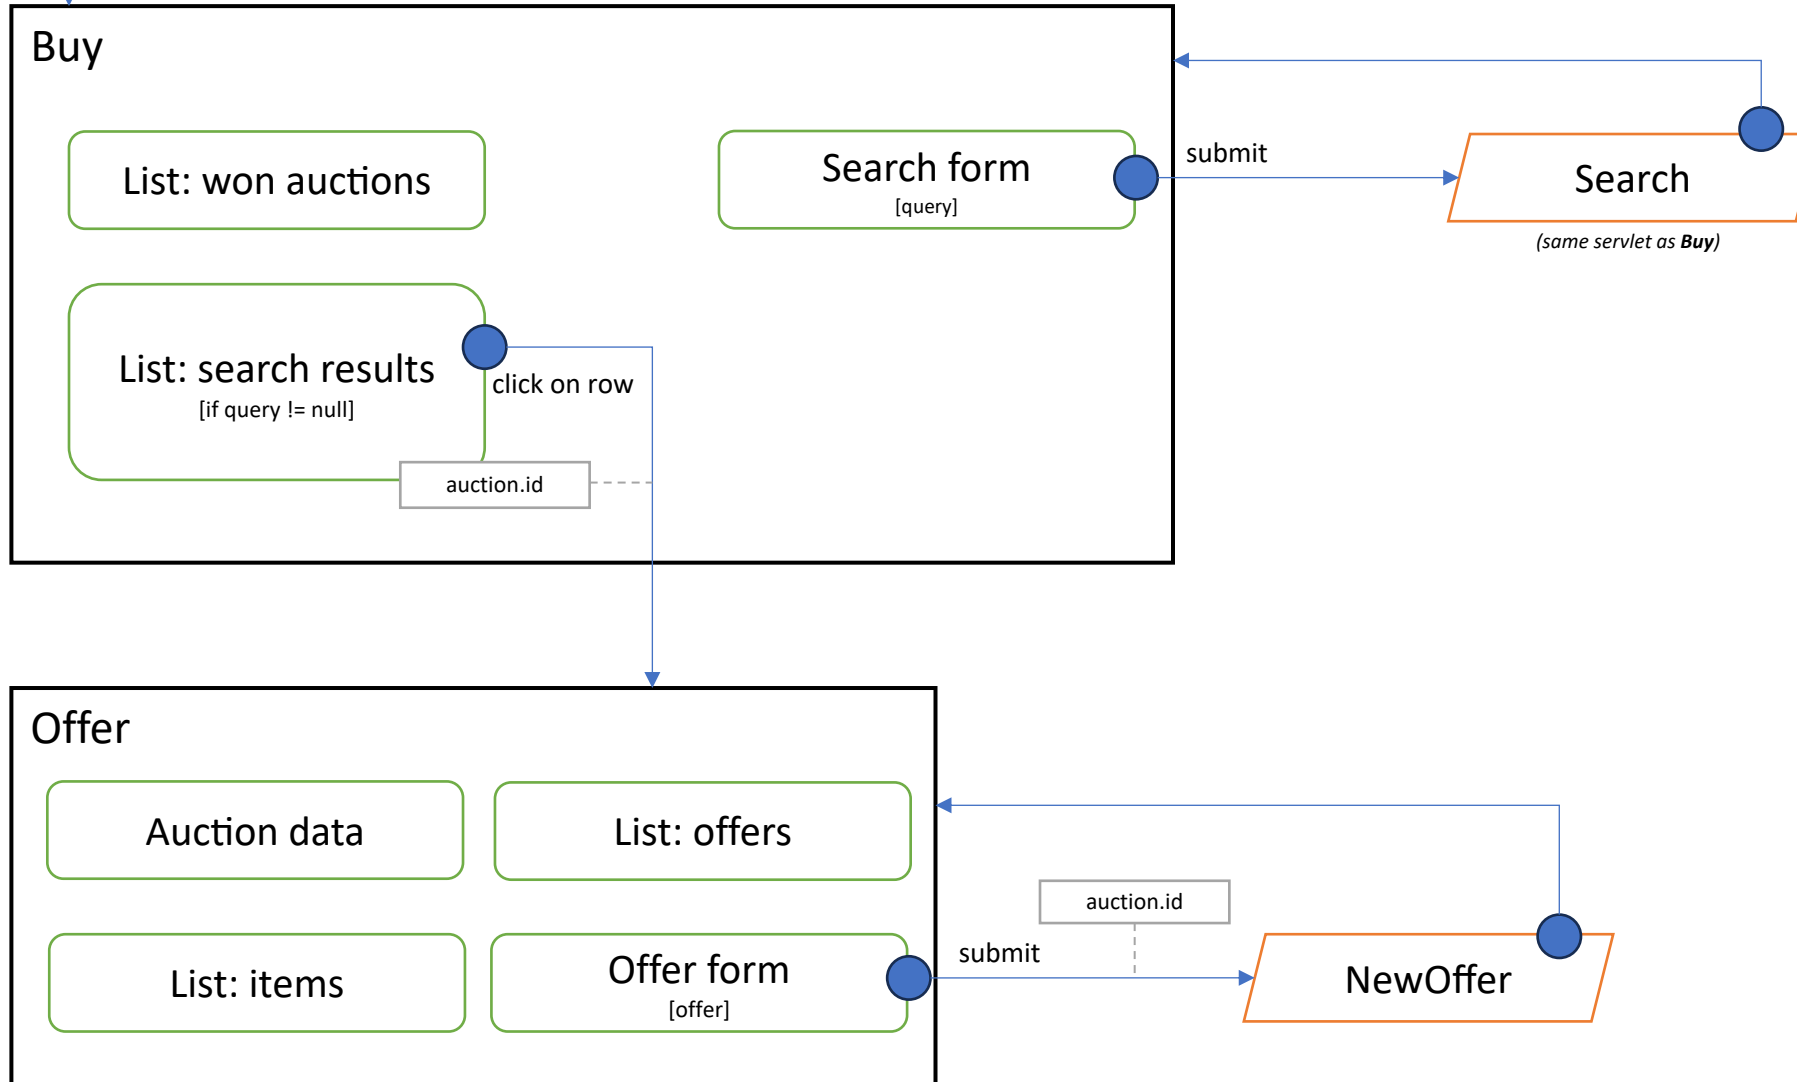 Buy
List: won auctions
Search form
[query]
submit
Search
(same servlet as Buy)
List: search results
[if query != null]
click on row
auction.id
Offer
Auction data
List: offers
List: items
Offer form
[offer]
submit
auction.id
NewOffer